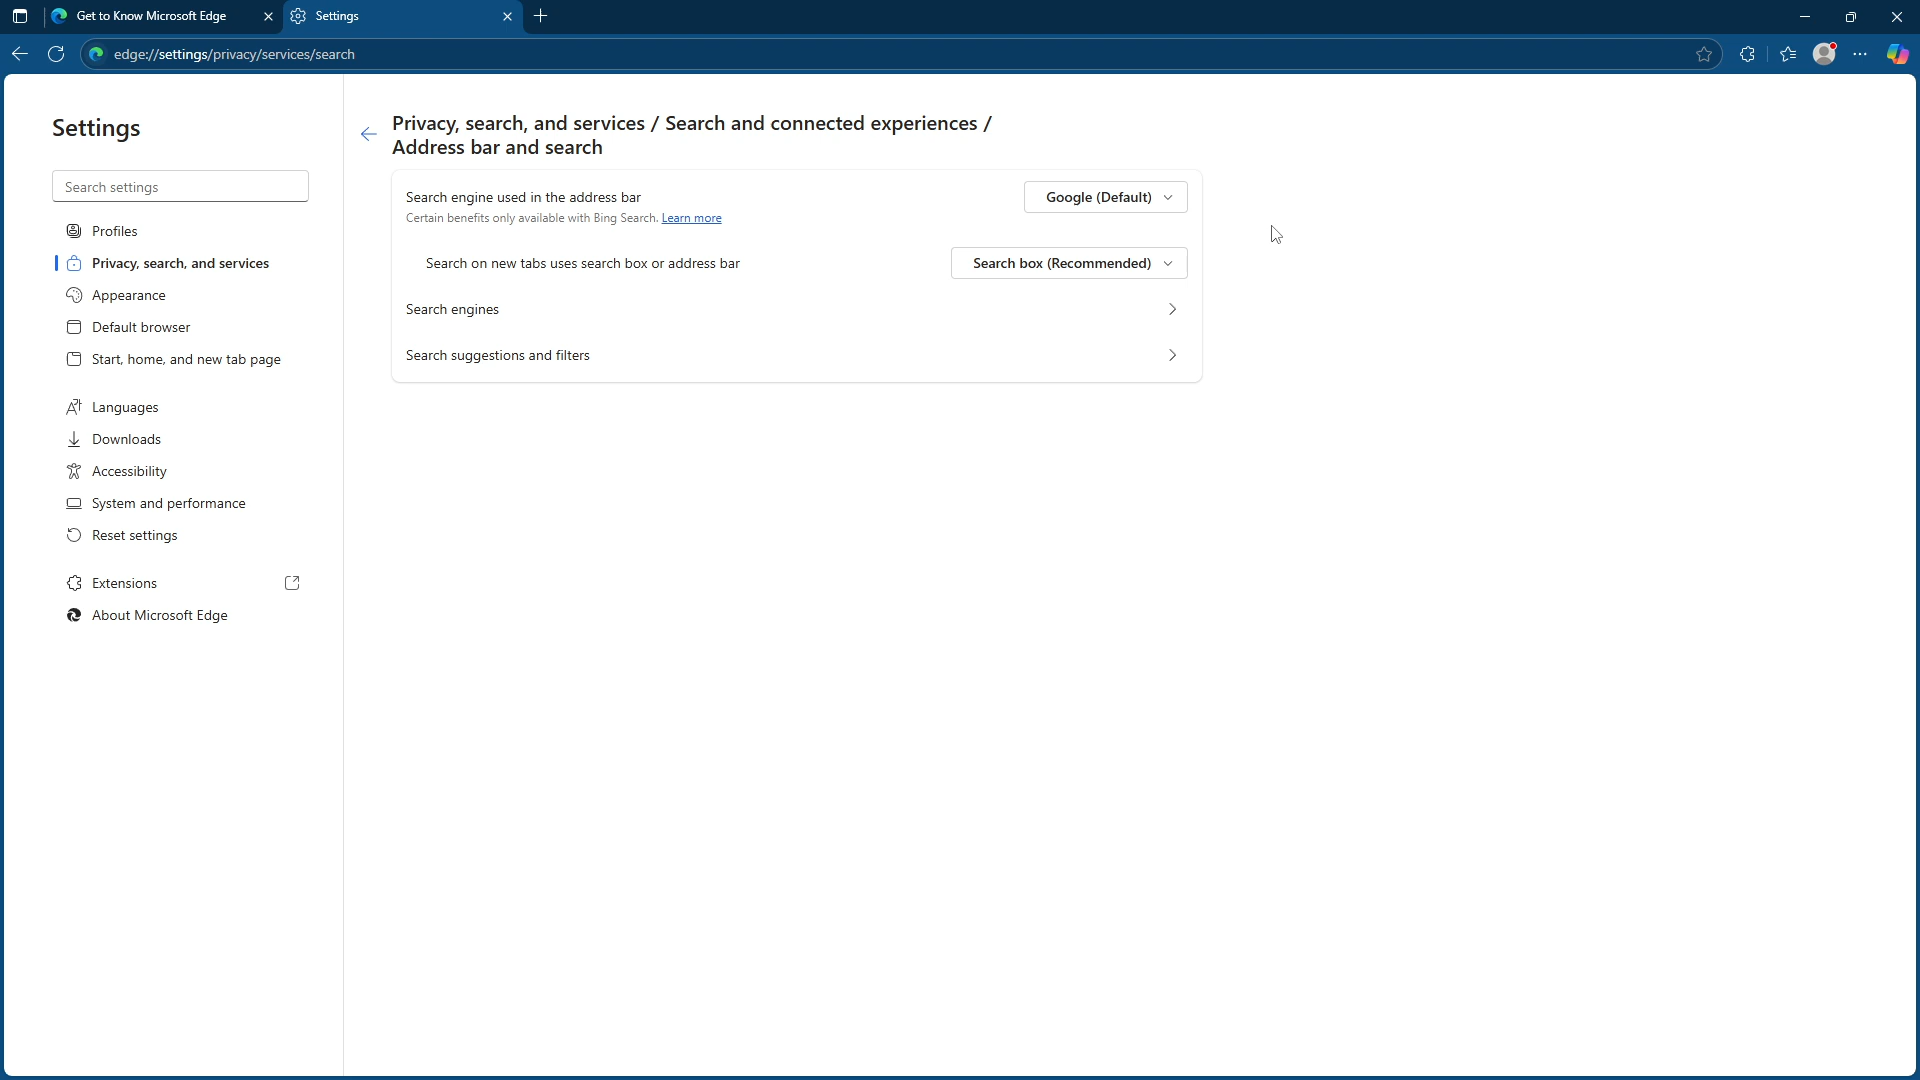 Get to Know Microsoft Edge
Settings
edge://settings/privacy/services/search
Settings
Search settings
Profiles
Privacy, search, and services
Appearance
Default browser
Start, home, and new tab page
Languages
Downloads
Accessibility
System and performance
Reset settings
Extensions
About Microsoft Edge
Privacy, search, and services / Search and connected experiences /
Address bar and search
Search engine used in the address bar
Google (Default)
Certain benefits only available with Bing Search. Learn more
Search on new tabs uses search box or address bar
Search box (Recommended)
Search engines
Search suggestions and filters